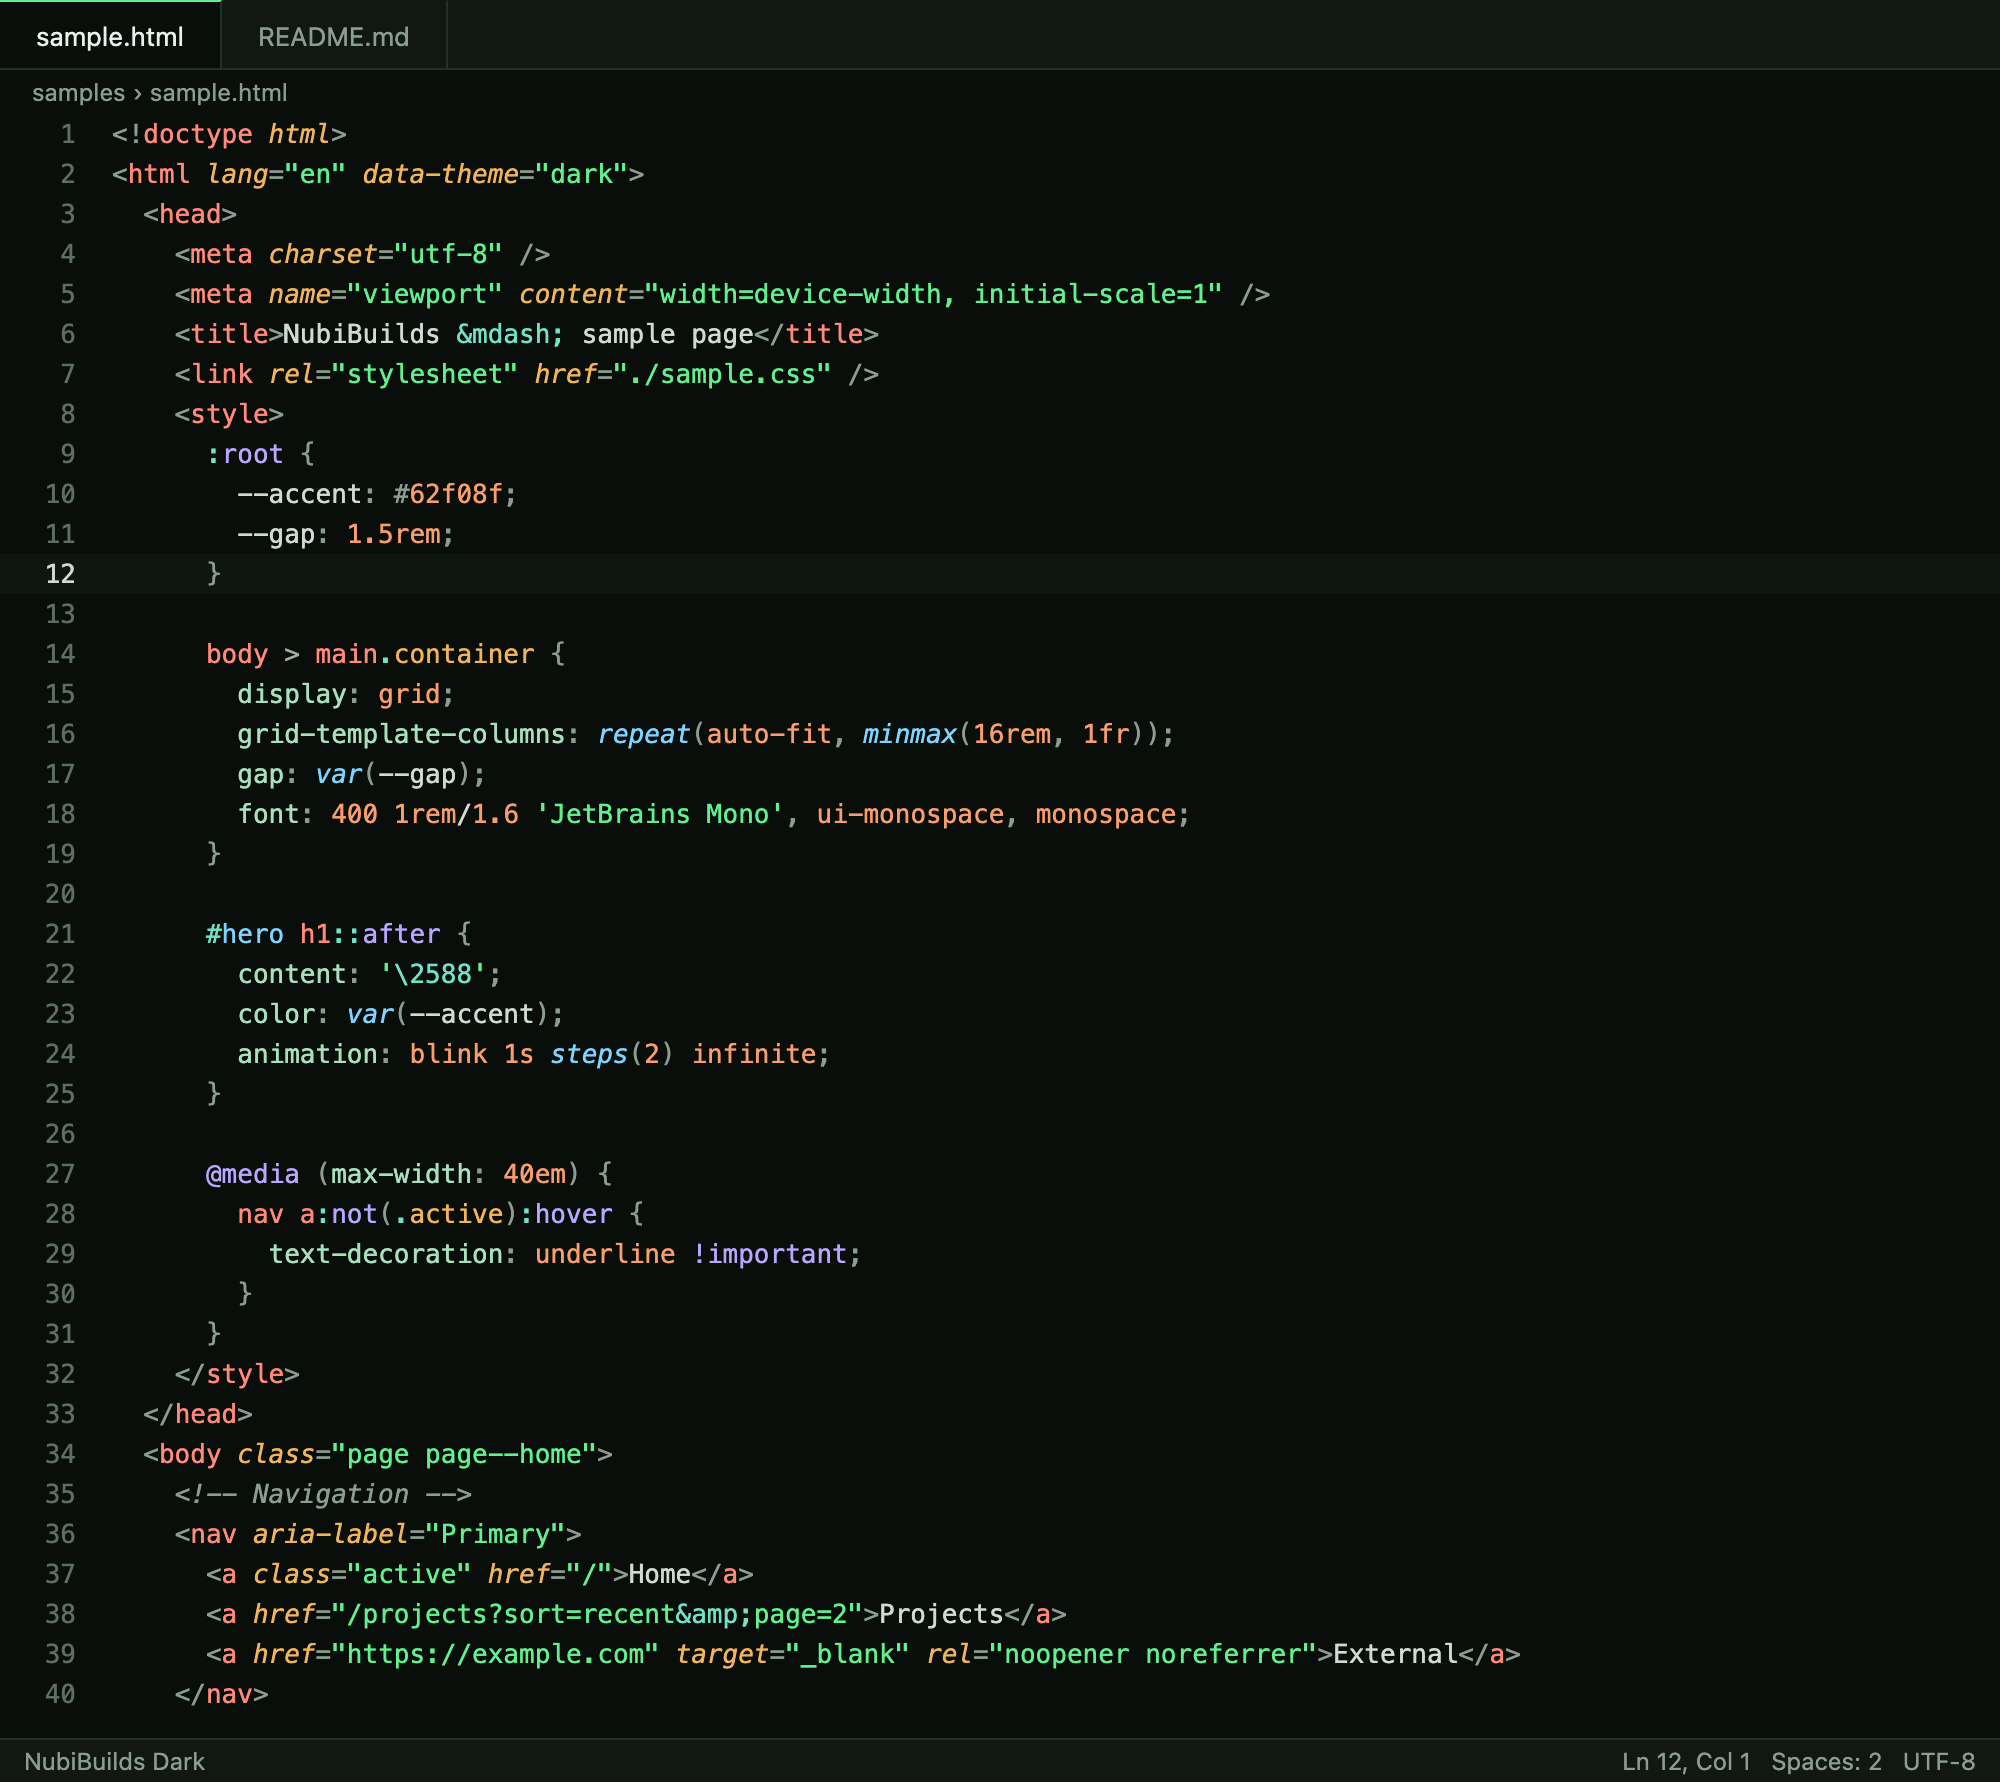 sample.html README.md
samples › sample.html
1 <!doctype html>
2 <html lang="en" data-theme="dark">
3   <head>
4     <meta charset="utf-8" />
5     <meta name="viewport" content="width=device-width, initial-scale=1" />
6     <title>NubiBuilds &mdash; sample page</title>
7     <link rel="stylesheet" href="./sample.css" />
8     <style>
9       :root {
10         --accent: #62f08f;
11         --gap: 1.5rem;
12       }
13
14       body > main.container {
15         display: grid;
16         grid-template-columns: repeat(auto-fit, minmax(16rem, 1fr));
17         gap: var(--gap);
18         font: 400 1rem/1.6 'JetBrains Mono', ui-monospace, monospace;
19       }
20
21       #hero h1::after {
22         content: '\2588';
23         color: var(--accent);
24         animation: blink 1s steps(2) infinite;
25       }
26
27       @media (max-width: 40em) {
28         nav a:not(.active):hover {
29           text-decoration: underline !important;
30         }
31       }
32     </style>
33   </head>
34   <body class="page page--home">
35     <!-- Navigation -->
36     <nav aria-label="Primary">
37       <a class="active" href="/">Home</a>
38       <a href="/projects?sort=recent&amp;page=2">Projects</a>
39       <a href="https://example.com" target="_blank" rel="noopener noreferrer">External</a>
40     </nav>
NubiBuilds Dark Ln 12, Col 1 Spaces: 2 UTF-8